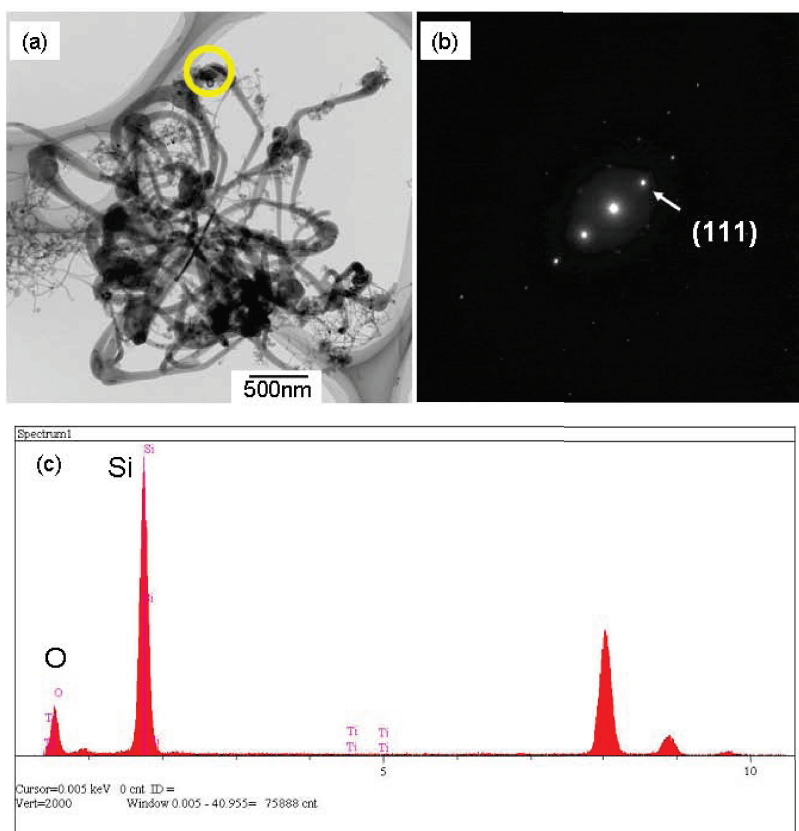 (a)
500nm
(b)
(111)
Spectrum1
(c)
Si
Si
O
O
Ti
Ti
Ti
Ti
5
10
Cursor=0.005 keV 0 cnt ID =
Vert=2000 Window 0.005 - 40.955= 75888 cnt